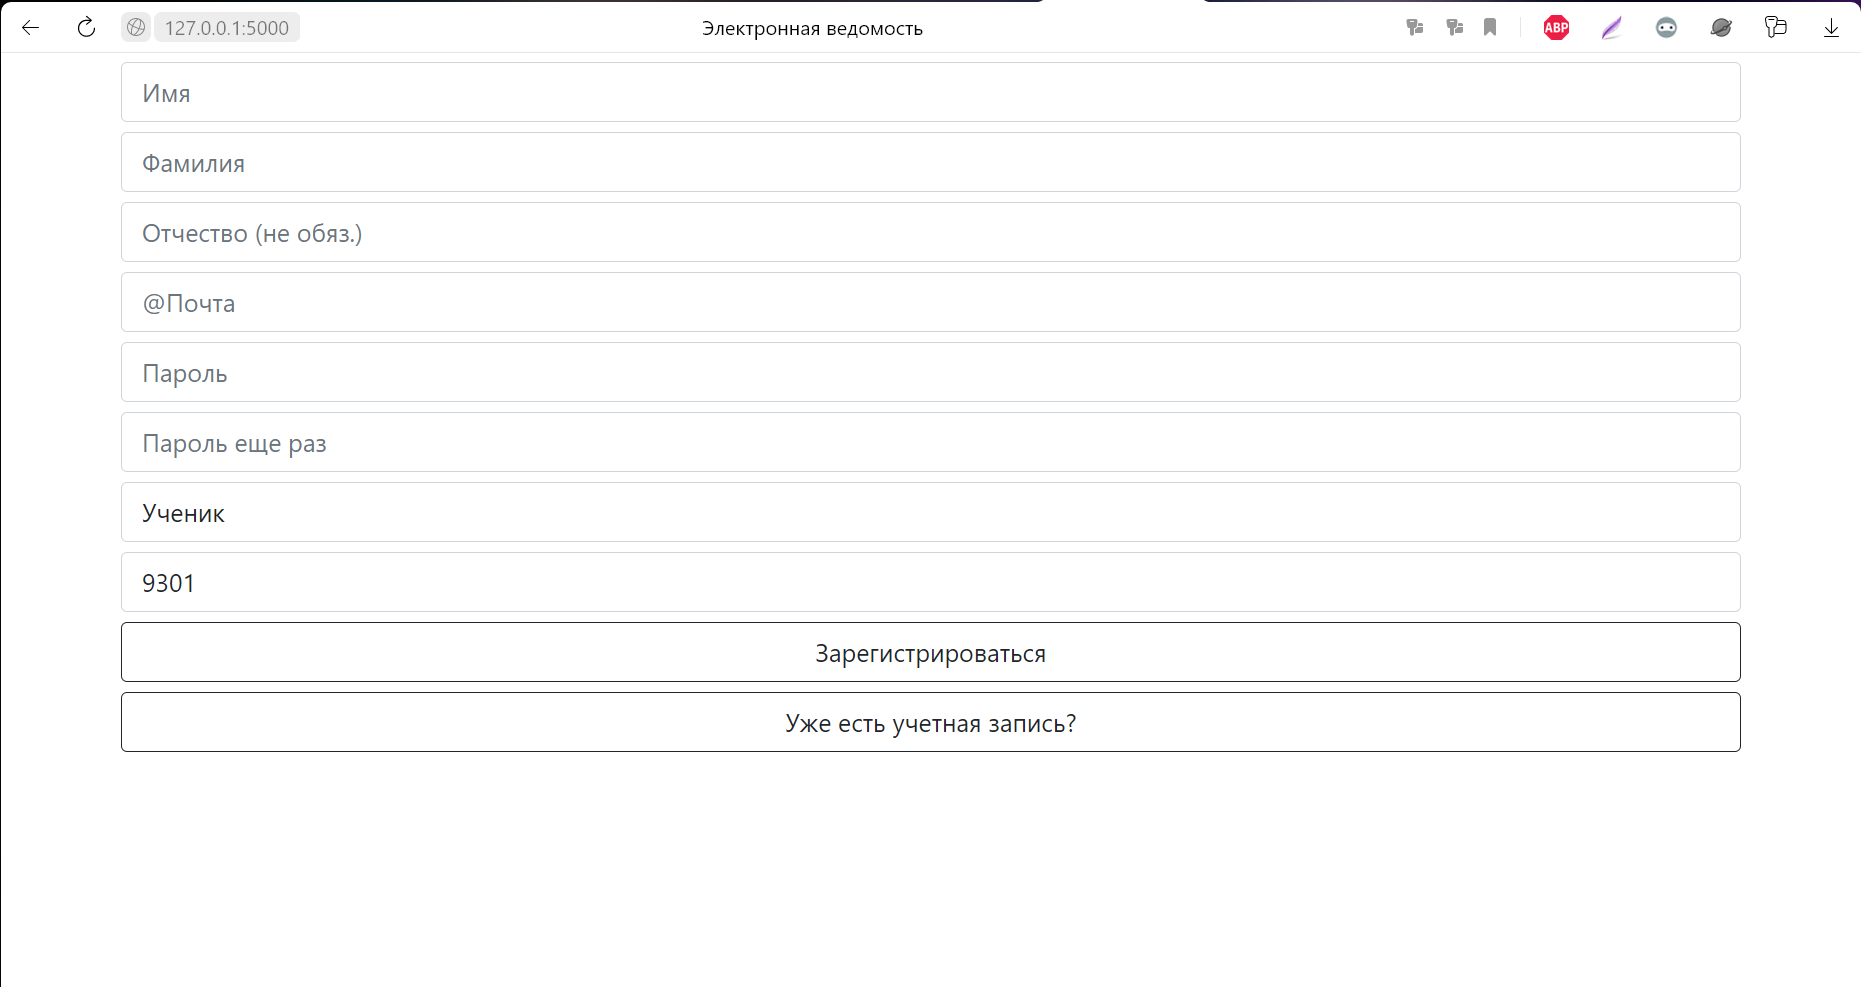 127.0.0.1:5000
Электронная ведомость
ABP
Имя
Фамилия
Отчество (не обяз.)
@Почта
Пароль
Пароль еще раз
Ученик
9301
Зарегистрироваться
Уже есть учетная запись?